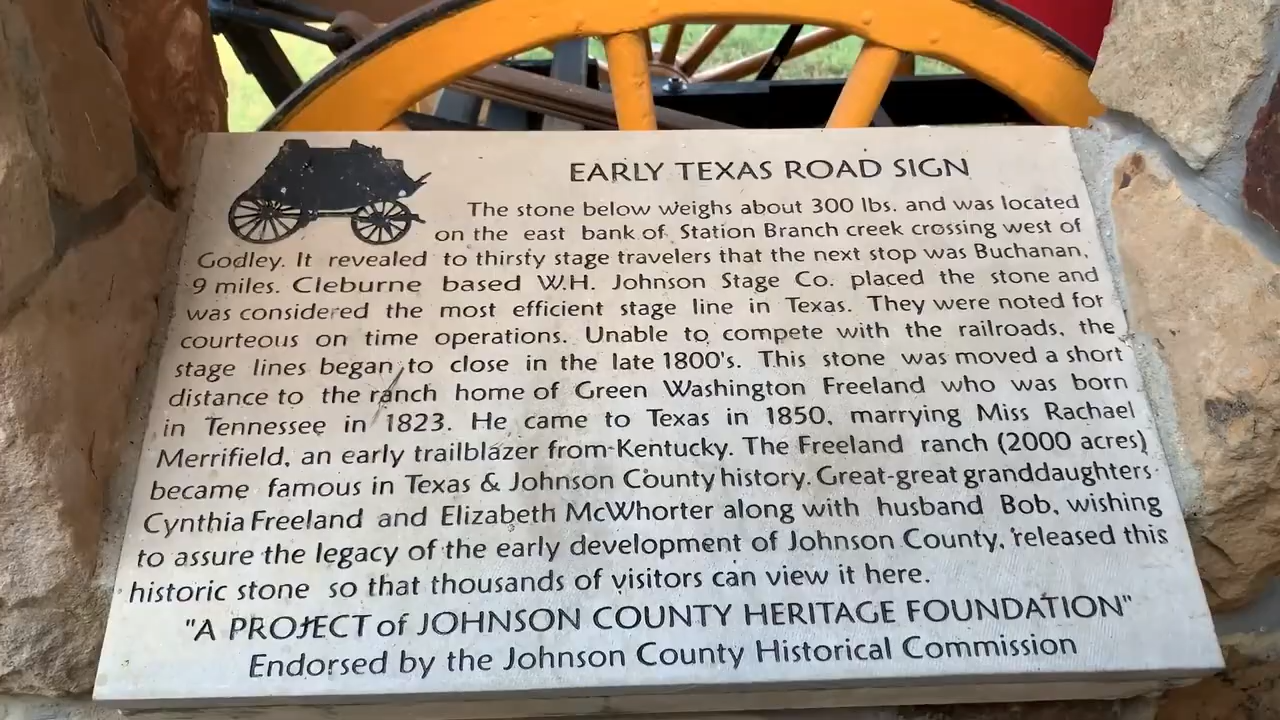 EARLY TEXAS ROAD SIGN
The stone below weighs about 300 lbs. and was located
on the east bank of Station Branch creek crossing west of
Godley. It revealed to thirsty stage travelers that the next stop was Buchanan,
9 miles. Cleburne based W.H. Johnson Stage Co. placed the stone and
was considered the most efficient stage line in Texas. They were noted for
courteous on time operations. Unable to compete with the railroads, the
stage lines began to close in the late 1800's. This stone was moved a short
distance to the ranch home of Green Washington Freeland who was born
in Tennessee in 1823. He came to Texas in 1850, marrying Miss Rachael
Merrifield, an early trailblazer from Kentucky. The Freeland ranch (2000 acres)
became famous in Texas & Johnson County history. Great-great granddaughters
Cynthia Freeland and Elizabeth McWhorter along with husband Bob, wishing
to assure the legacy of the early development of Johnson County, released this
historic stone so that thousands of visitors can view it here.
"A PROJECT of JOHNSON COUNTY HERITAGE FOUNDATION"
Endorsed by the Johnson County Historical Commission